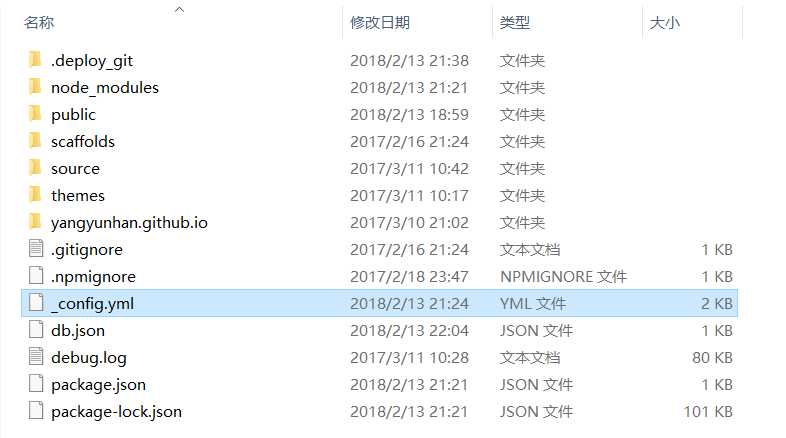 名称 修改日期 类型 大小
.deploy_git 2018/2/13 21:38 文件夹
node_modules 2018/2/13 21:21 文件夹
public 2018/2/13 18:59 文件夹
scaffolds 2017/2/16 21:24 文件夹
source 2017/3/11 10:42 文件夹
themes 2017/3/11 10:17 文件夹
yangyunhan.github.io 2017/3/10 21:02 文件夹
.gitignore 2017/2/16 21:24 文本文档 1 KB
.npmignore 2017/2/18 23:47 NPMIGNORE 文件 1 KB
_config.yml 2018/2/13 21:24 YML 文件 2 KB
db.json 2018/2/13 22:04 JSON 文件 1 KB
debug.log 2017/3/11 10:28 文本文档 80 KB
package.json 2018/2/13 21:21 JSON 文件 1 KB
package-lock.json 2018/2/13 21:21 JSON 文件 101 KB